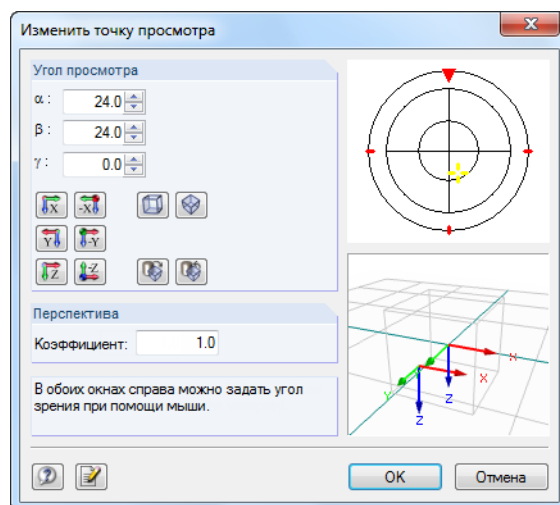 Изменить точку просмотра
Угол просмотра
α :
24.0
β :
24.0
γ :
0.0
X
-X
Y
-Y
Z
-Z
Перспектива
Коэффициент:
1.0
В обоих окнах справа можно задать угол
зрения при помощи мыши.
X
X
Y
Z
Z
OK
Отмена